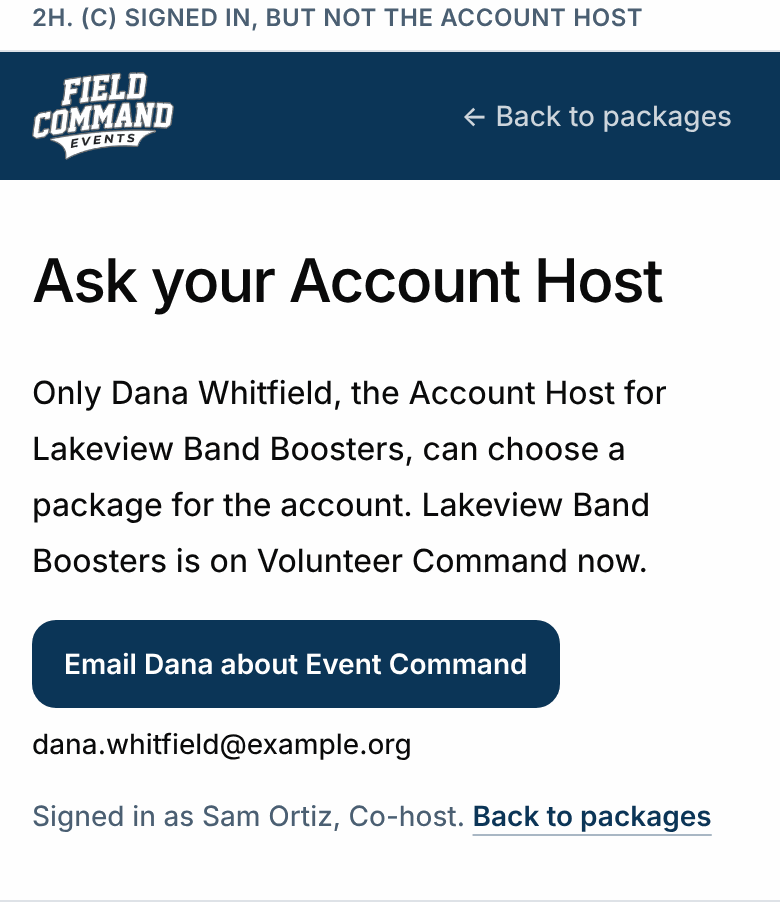 2H. (C) SIGNED IN, BUT NOT THE ACCOUNT HOST
FIELD
COMMAND
EVENTS
← Back to packages
Ask your Account Host
Only Dana Whitfield, the Account Host for
Lakeview Band Boosters, can choose a
package for the account. Lakeview Band
Boosters is on Volunteer Command now.
Email Dana about Event Command
dana.whitfield@example.org
Signed in as Sam Ortiz, Co-host. Back to packages